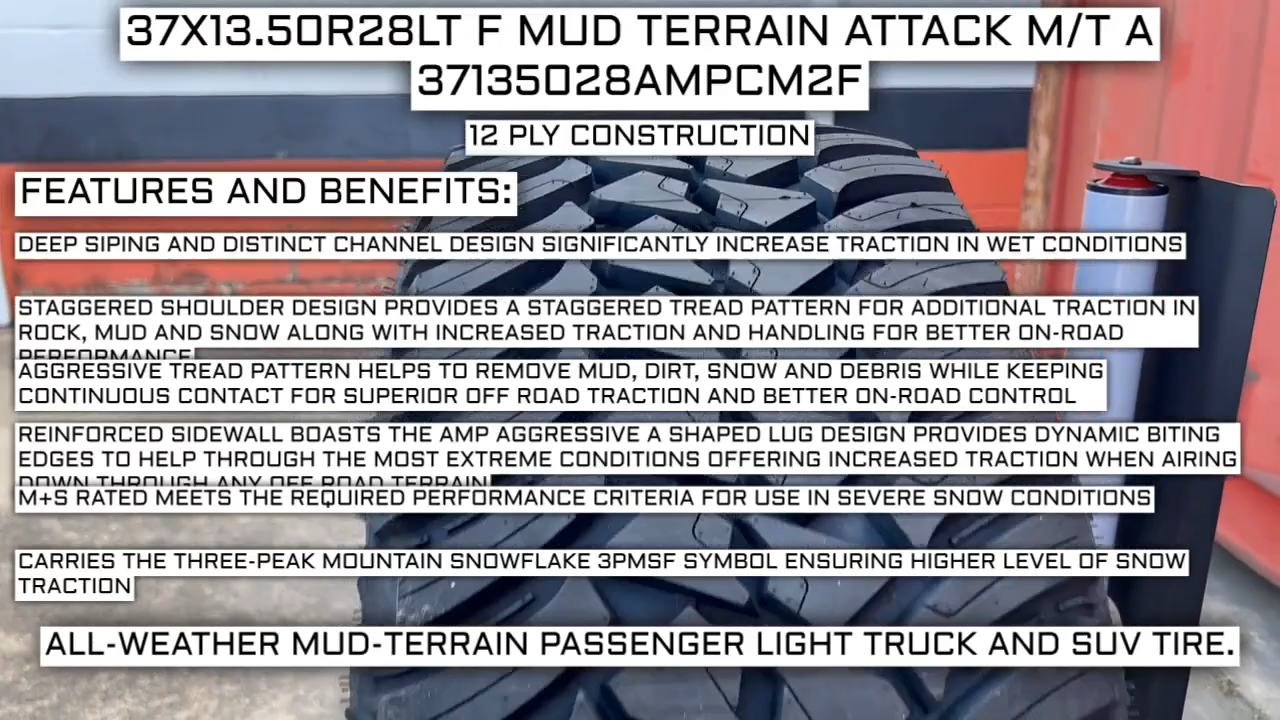 37X13.50R28LT F MUD TERRAIN ATTACK M/T A
37135028AMPCM2F
12 PLY CONSTRUCTION
FEATURES AND BENEFITS:
DEEP SIPING AND DISTINCT CHANNEL DESIGN SIGNIFICANTLY INCREASE TRACTION IN WET CONDITIONS
STAGGERED SHOULDER DESIGN PROVIDES A STAGGERED TREAD PATTERN FOR ADDITIONAL TRACTION IN
ROCK, MUD AND SNOW ALONG WITH INCREASED TRACTION AND HANDLING FOR BETTER ON-ROAD
PERFORMANCE
AGGRESSIVE TREAD PATTERN HELPS TO REMOVE MUD, DIRT, SNOW AND DEBRIS WHILE KEEPING
CONTINUOUS CONTACT FOR SUPERIOR OFF ROAD TRACTION AND BETTER ON-ROAD CONTROL
REINFORCED SIDEWALL BOASTS THE AMP AGGRESSIVE A SHAPED LUG DESIGN PROVIDES DYNAMIC BITING
EDGES TO HELP THROUGH THE MOST EXTREME CONDITIONS OFFERING INCREASED TRACTION WHEN AIRING
DOWN THROUGH ANY OFF ROAD TERRAIN
M+S RATED MEETS THE REQUIRED PERFORMANCE CRITERIA FOR USE IN SEVERE SNOW CONDITIONS
CARRIES THE THREE-PEAK MOUNTAIN SNOWFLAKE 3PMSF SYMBOL ENSURING HIGHER LEVEL OF SNOW
TRACTION
ALL-WEATHER MUD-TERRAIN PASSENGER LIGHT TRUCK AND SUV TIRE.